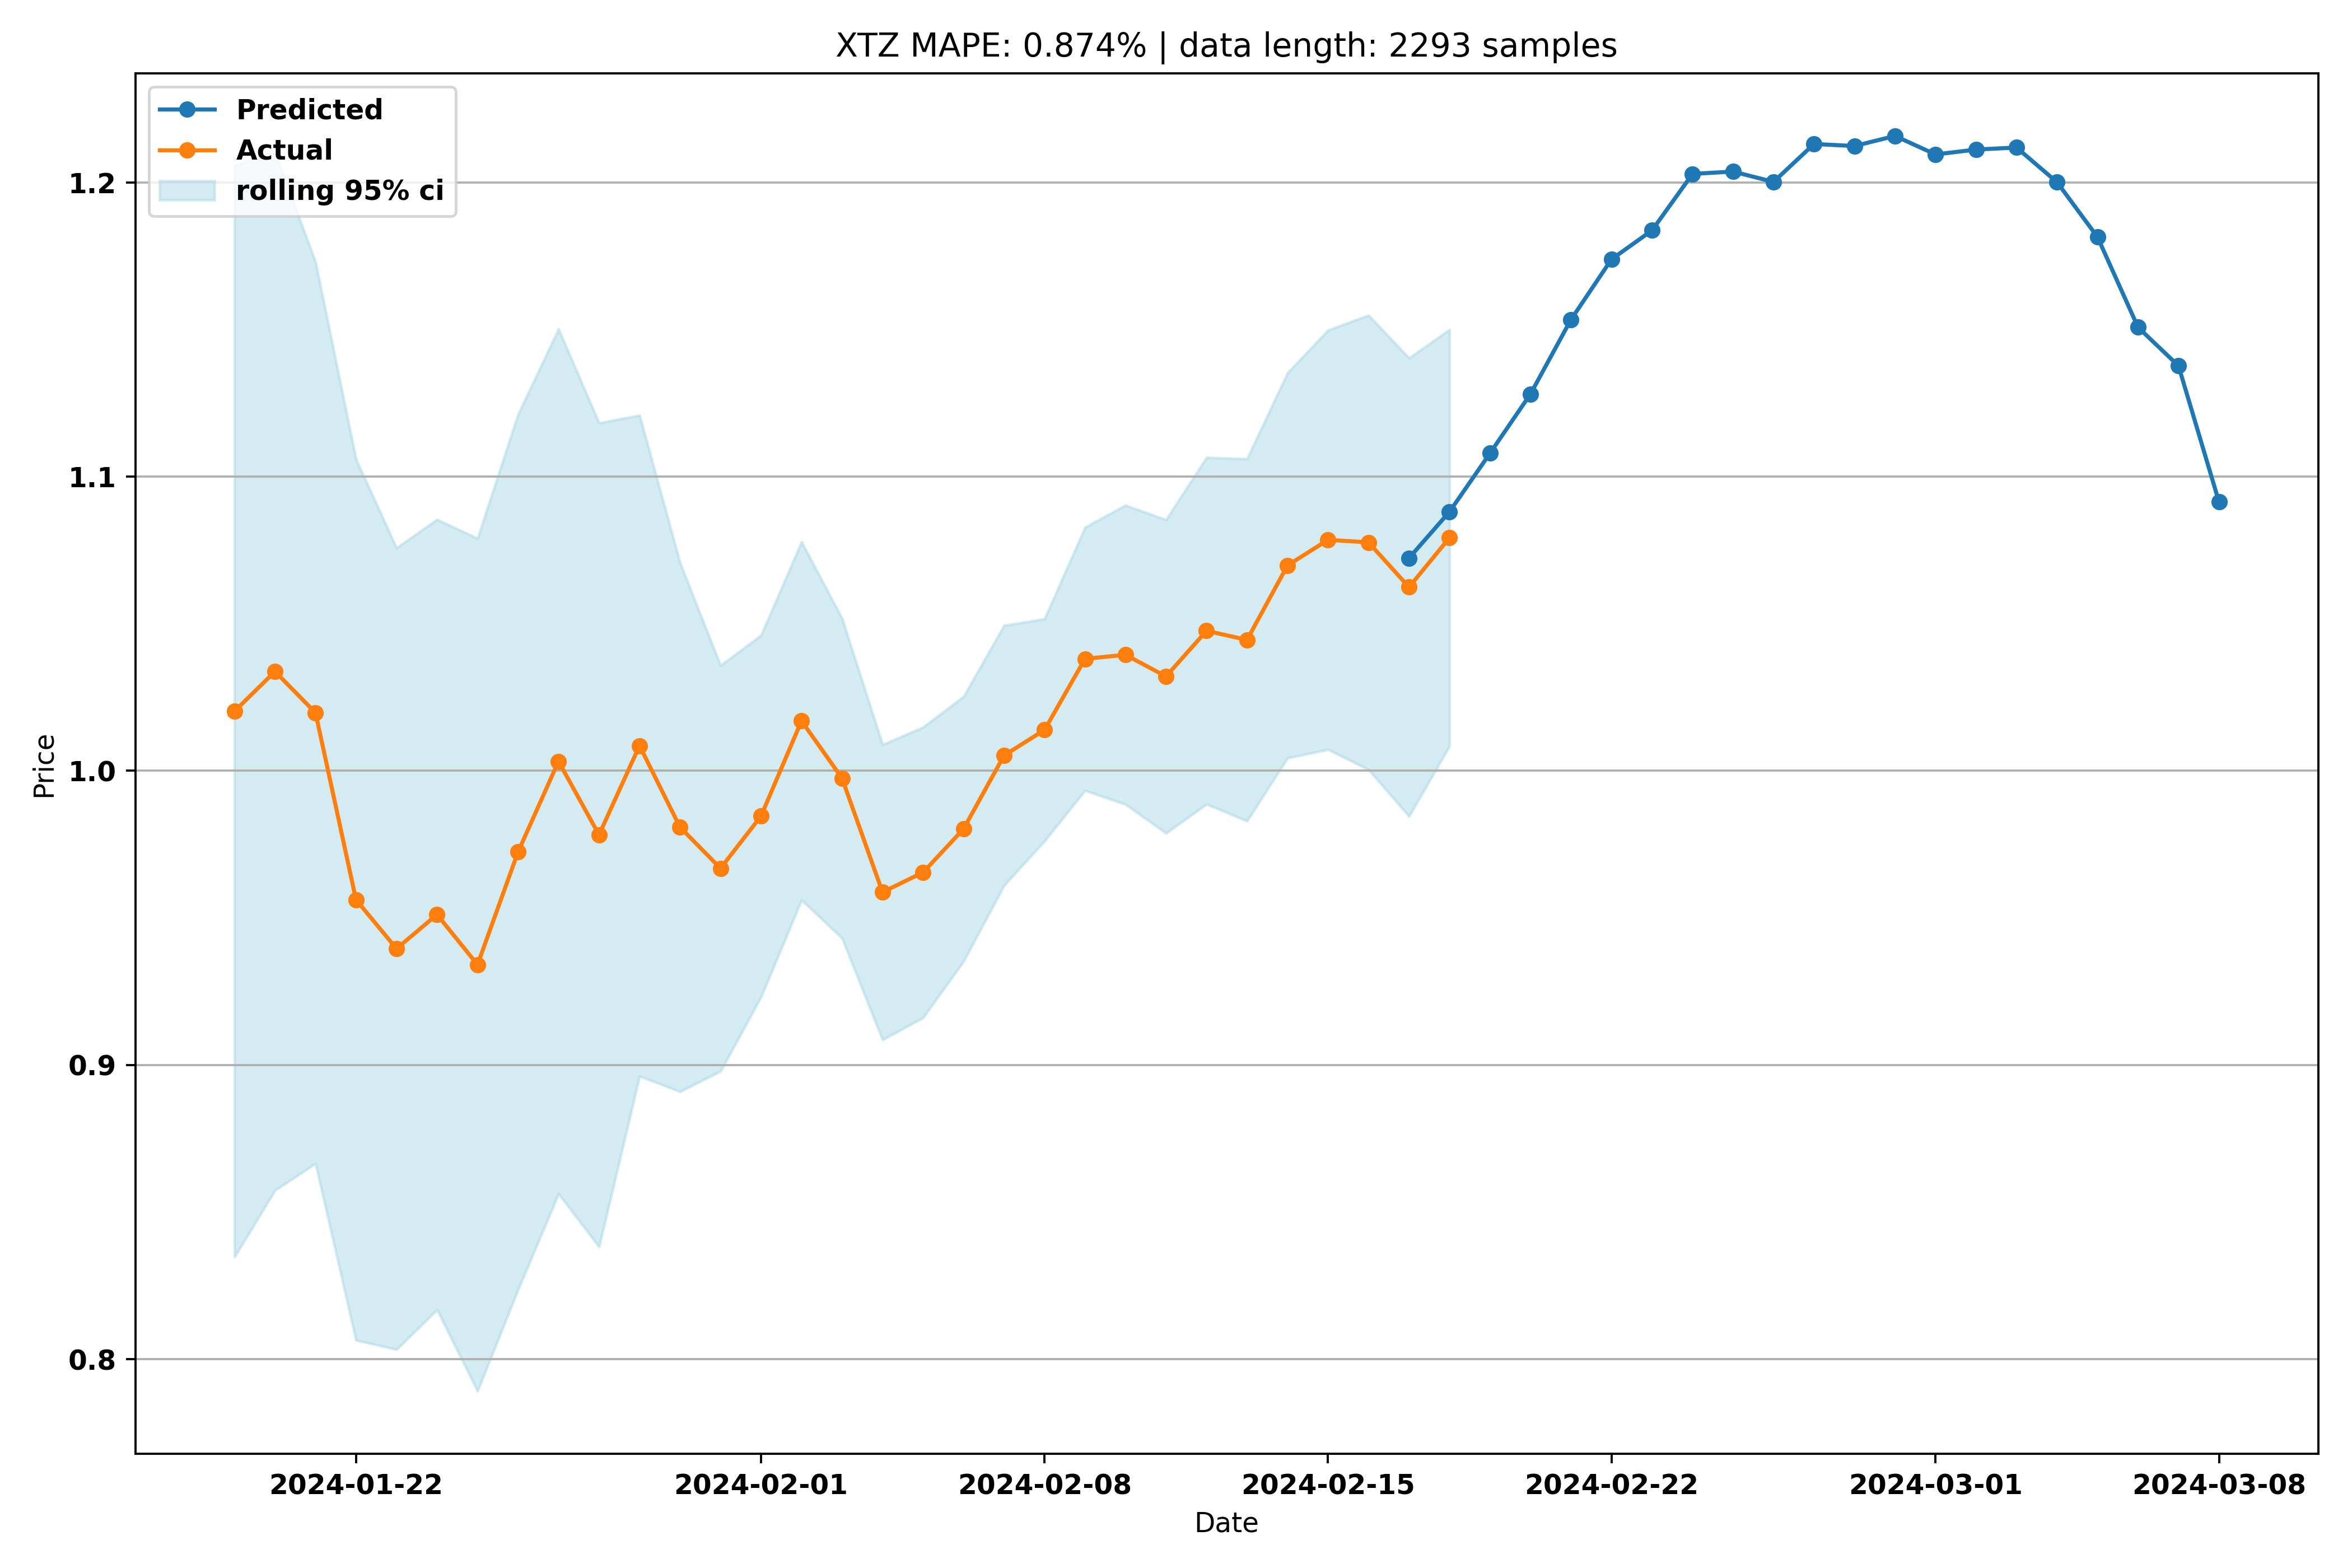 XTZ MAPE: 0.874% | data length: 2293 samples
Predicted
Actual
rolling 95% ci
1.2
1.1
1.0
0.9
0.8
Price
2024-01-22 2024-02-01 2024-02-08 2024-02-15 2024-02-22 2024-03-01 2024-03-08
Date